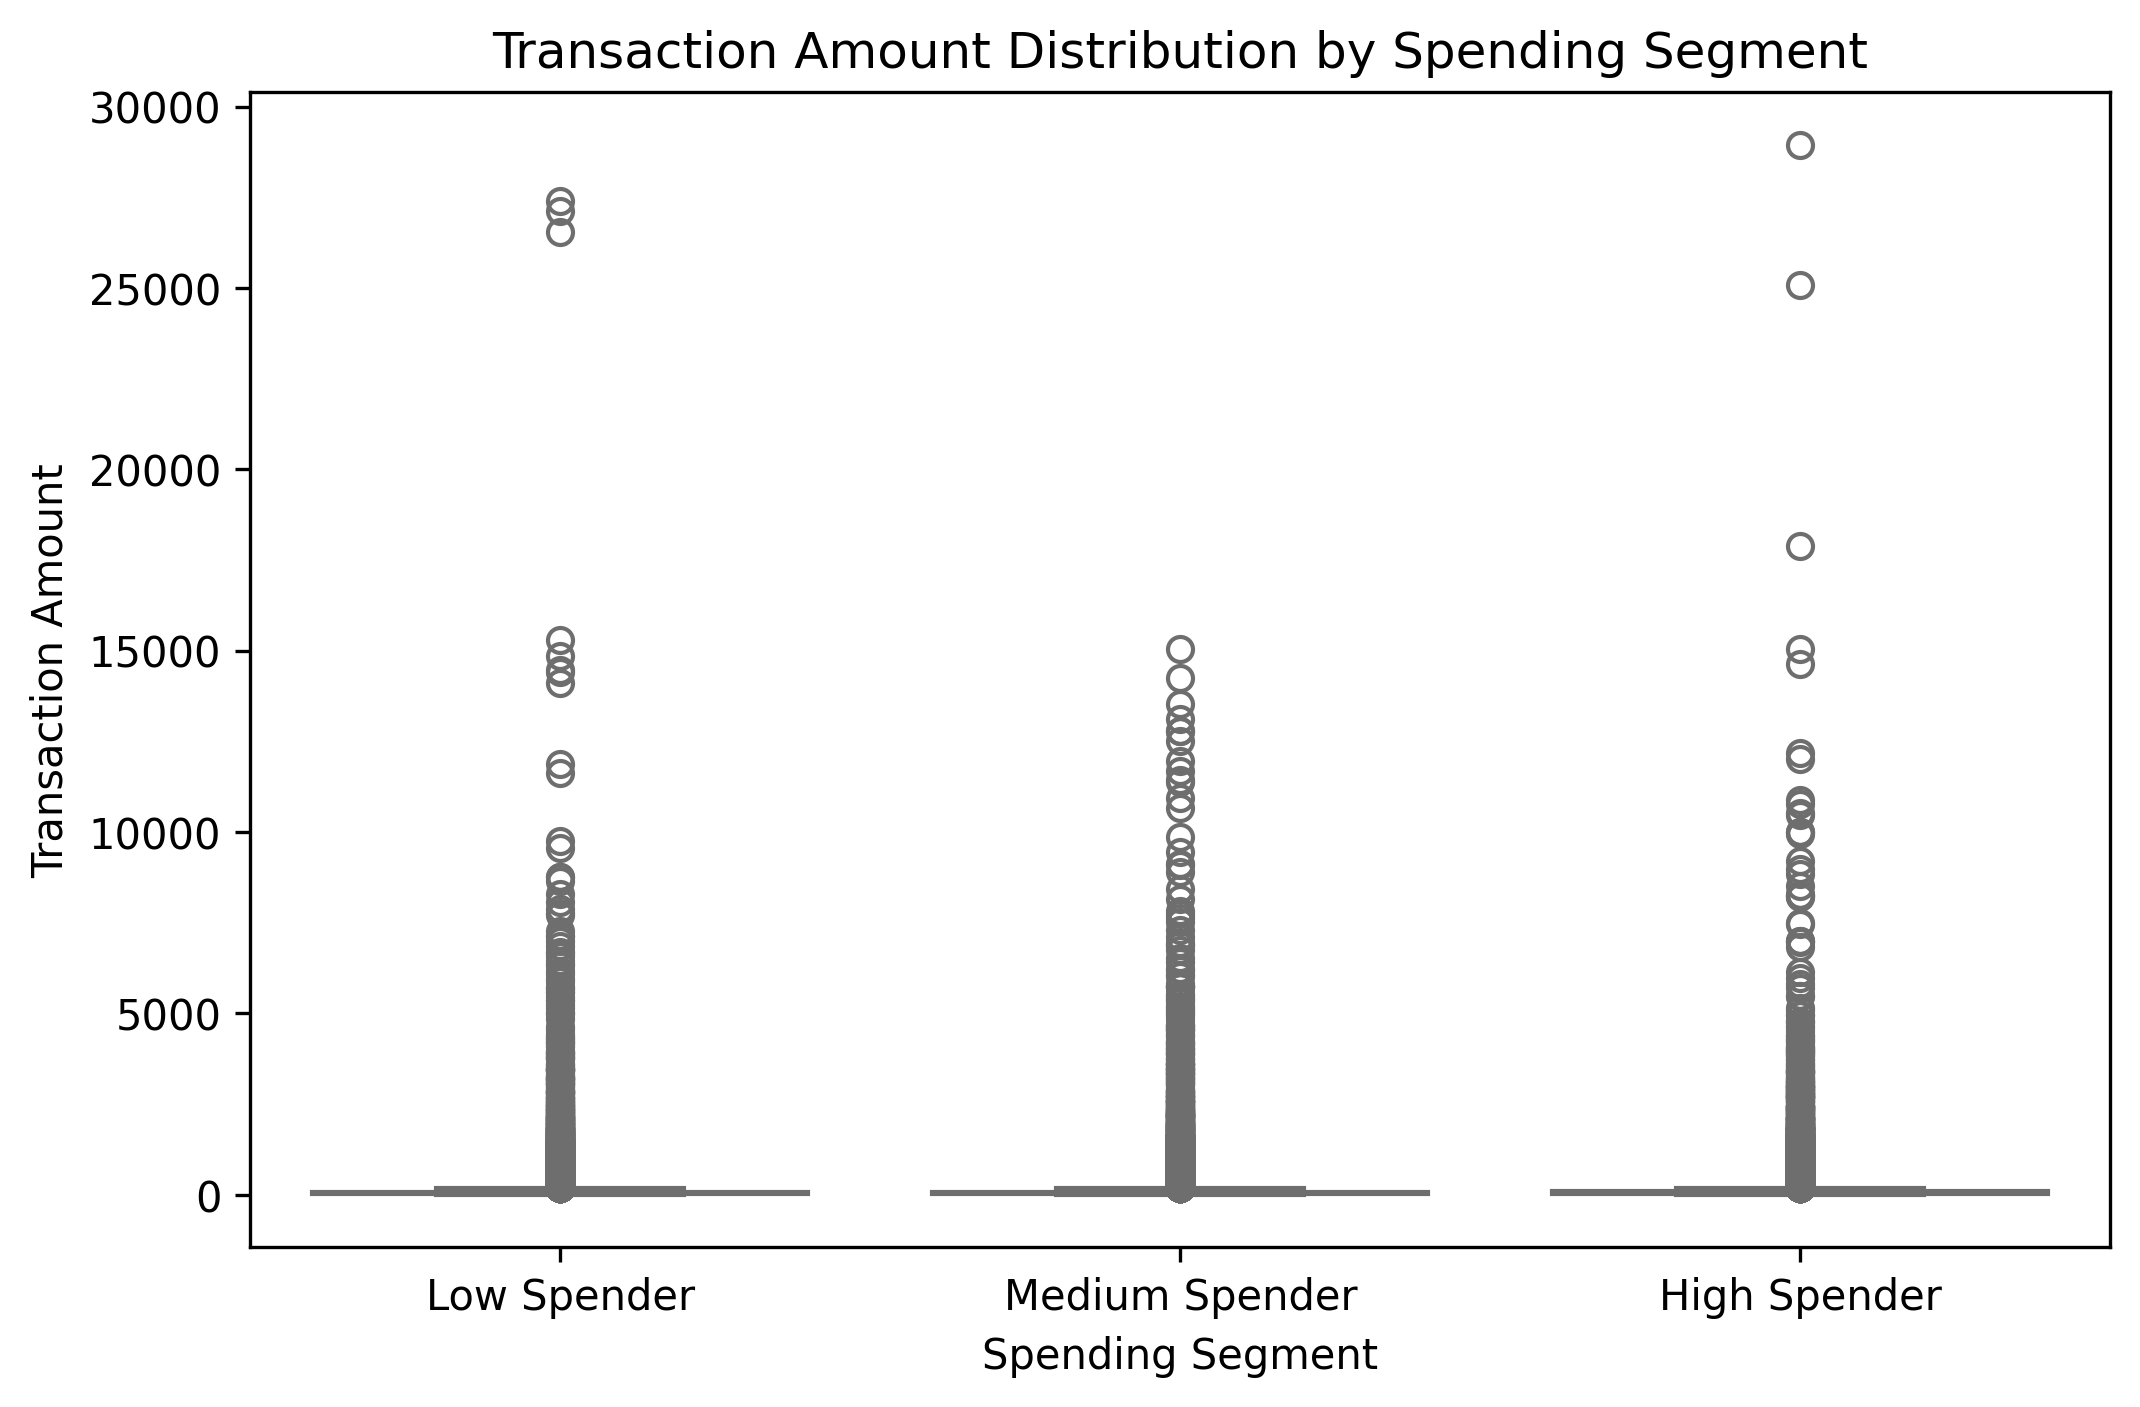 Transaction Amount Distribution by Spending Segment
30000
25000
20000
15000
10000
5000
0
Transaction Amount
Low Spender
Medium Spender
High Spender
Spending Segment